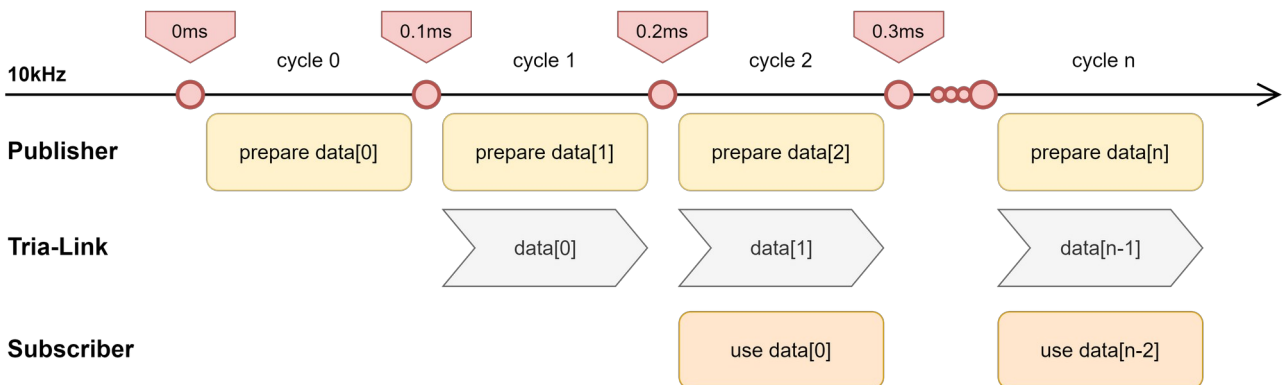 0ms
0.1ms
0.2ms
0.3ms
cycle 0
cycle 1
cycle 2
cycle n
10kHz
Publisher
prepare data[0]
prepare data[1]
prepare data[2]
prepare data[n]
Tria-Link
data[0]
data[1]
data[n-1]
Subscriber
use data[0]
use data[n-2]